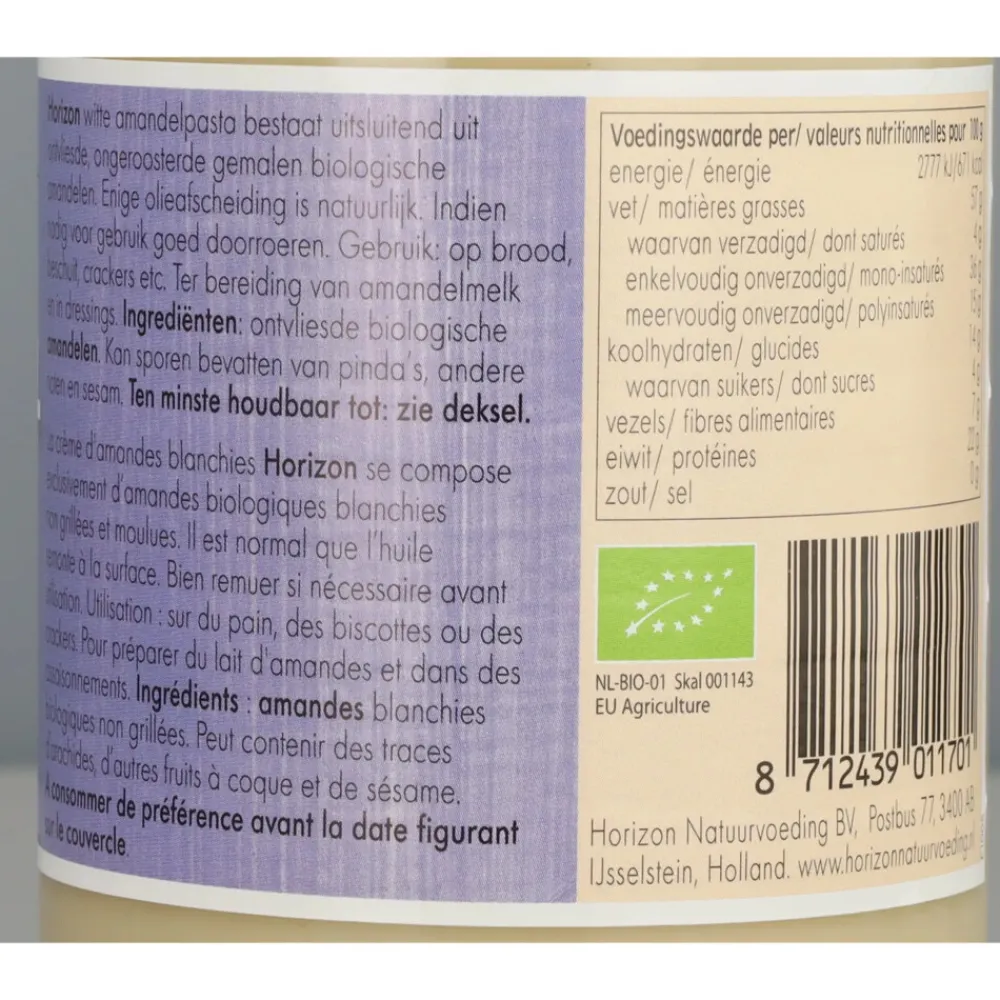 Horizon witte amandelpasta bestaat uitsluitend uit
ontvliesde, ongeroosterde gemalen biologische
amandelen. Enige olieafscheiding is natuurlijk. Indien
nodig voor gebruik goed doorroeren. Gebruik: op brood,
beschuit, crackers etc. Ter bereiding van amandelmelk
en in dressings. Ingrediënten: ontvliesde biologische
amandelen. Kan sporen bevatten van pinda's, andere
noten en sesam. Ten minste houdbaar tot: zie deksel.
La crème d'amandes blanchies Horizon se compose
exclusivement d'amandes biologiques blanchies
non grillées et moulues. Il est normal que l'huile
remonte à la surface. Bien remuer si nécessaire avant
utilisation. Utilisation : sur du pain, des biscottes ou des
crackers. Pour préparer du lait d'amandes et dans des
assaisonnements. Ingrédients : amandes blanchies
biologiques non grillées. Peut contenir des traces
d'arachides, d'autres fruits à coque et de sésame.
A consommer de préférence avant la date figurant
sur le couvercle.
Voedingswaarde per/ valeurs nutritionnelles pour 100 g
energie/ énergie 2777 kJ/671 kcal
vet/ matières grasses 57 g
waarvan verzadigd/ dont saturés 4 g
enkelvoudig onverzadigd/ mono-insaturés 36 g
meervoudig onverzadigd/ polyinsaturés 15 g
koolhydraten/ glucides 14 g
waarvan suikers/ dont sucres
vezels/ fibres alimentaires
eiwit/ protéines
zout/ sel
NL-BIO-01 Skal 001143
EU Agriculture
8 712439 011701
Horizon Natuurvoeding BV, Postbus 77, 3400 AB
IJsselstein, Holland. www.horizonnatuurvoeding.nl